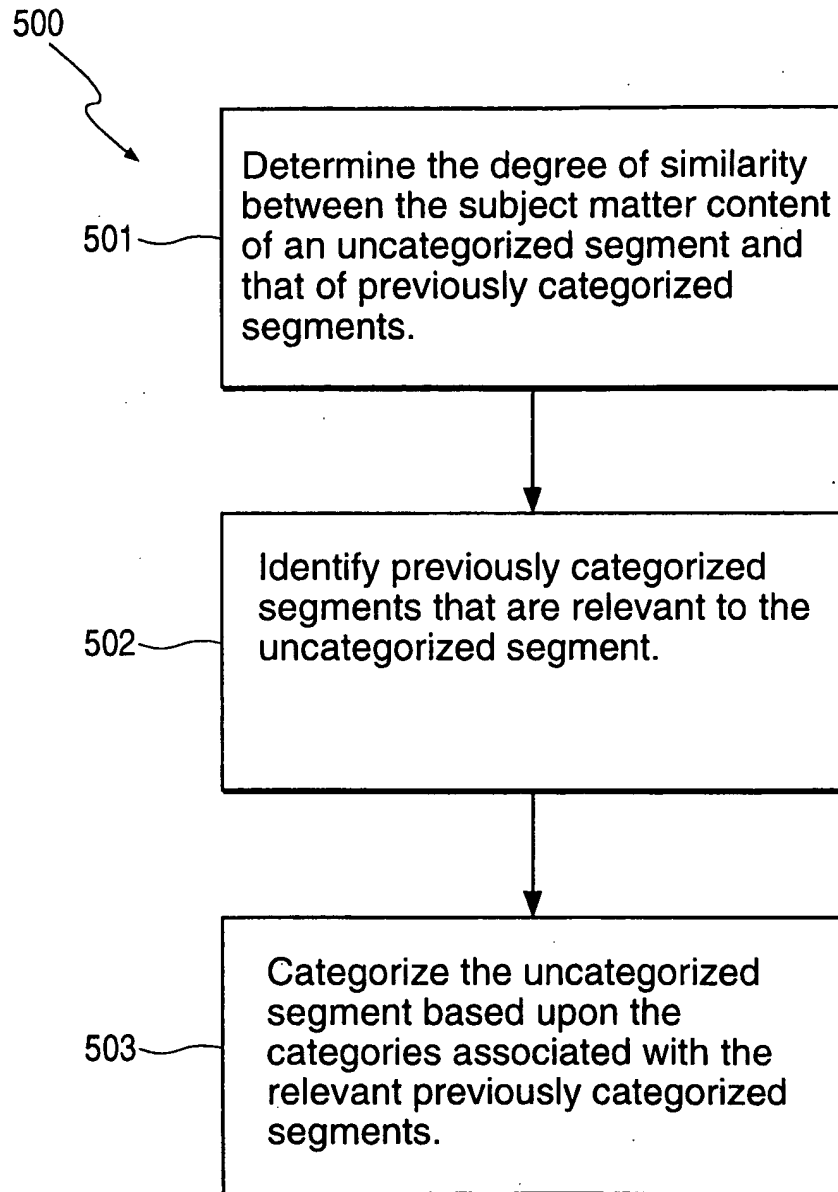 500
501
Determine the degree of similarity
between the subject matter content
of an uncategorized segment and
that of previously categorized
segments.
502
Identify previously categorized
segments that are relevant to the
uncategorized segment.
503
Categorize the uncategorized
segment based upon the
categories associated with the
relevant previously categorized
segments.